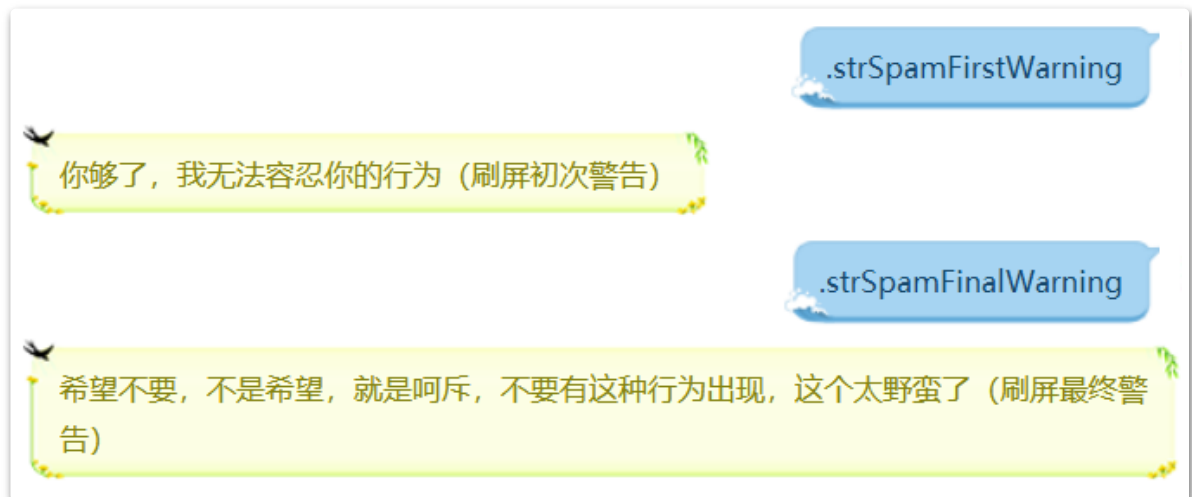 .strSpamFirstWarning
你够了，我无法容忍你的行为（刷屏初次警告）
.strSpamFinalWarning
希望不要，不是希望，就是呵斥，不要有这种行为出现，这个太野蛮了（刷屏最终警
告）